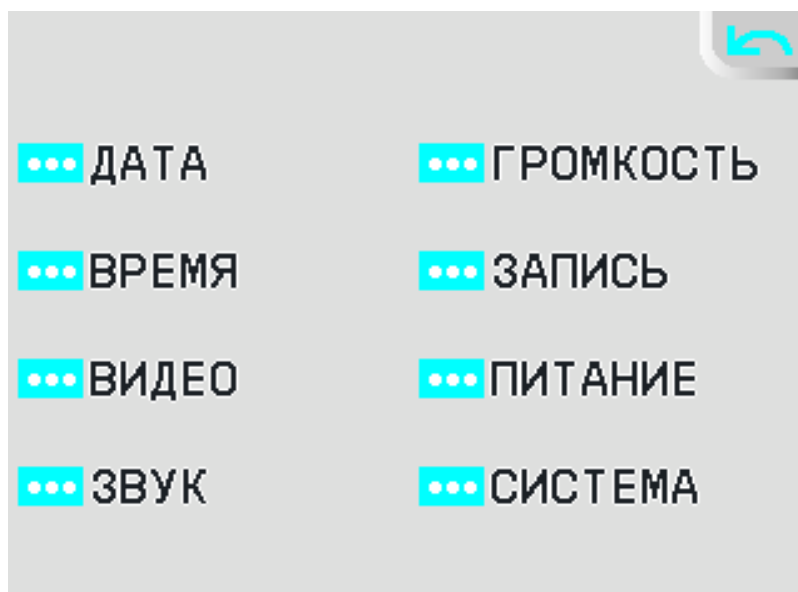 ДАТА
ГРОМКОСТЬ
ВРЕМЯ
ЗАПИСЬ
ВИДЕО
ПИТАНИЕ
ЗВУК
СИСТЕМА